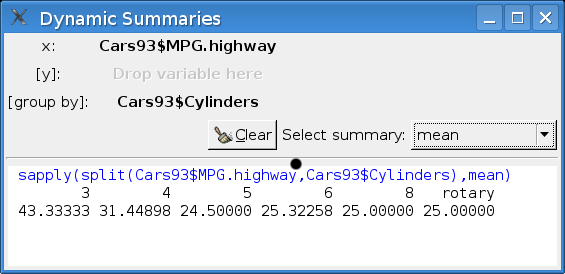 Dynamic Summaries
x: Cars93$MPG.highway
[y]: Drop variable here
[group by]: Cars93$Cylinders
Clear Select summary: mean
sapply(split(Cars93$MPG.highway,Cars93$Cylinders),mean)
3 4 5 6 8 rotary
43.33333 31.44898 24.50000 25.32258 25.00000 25.00000